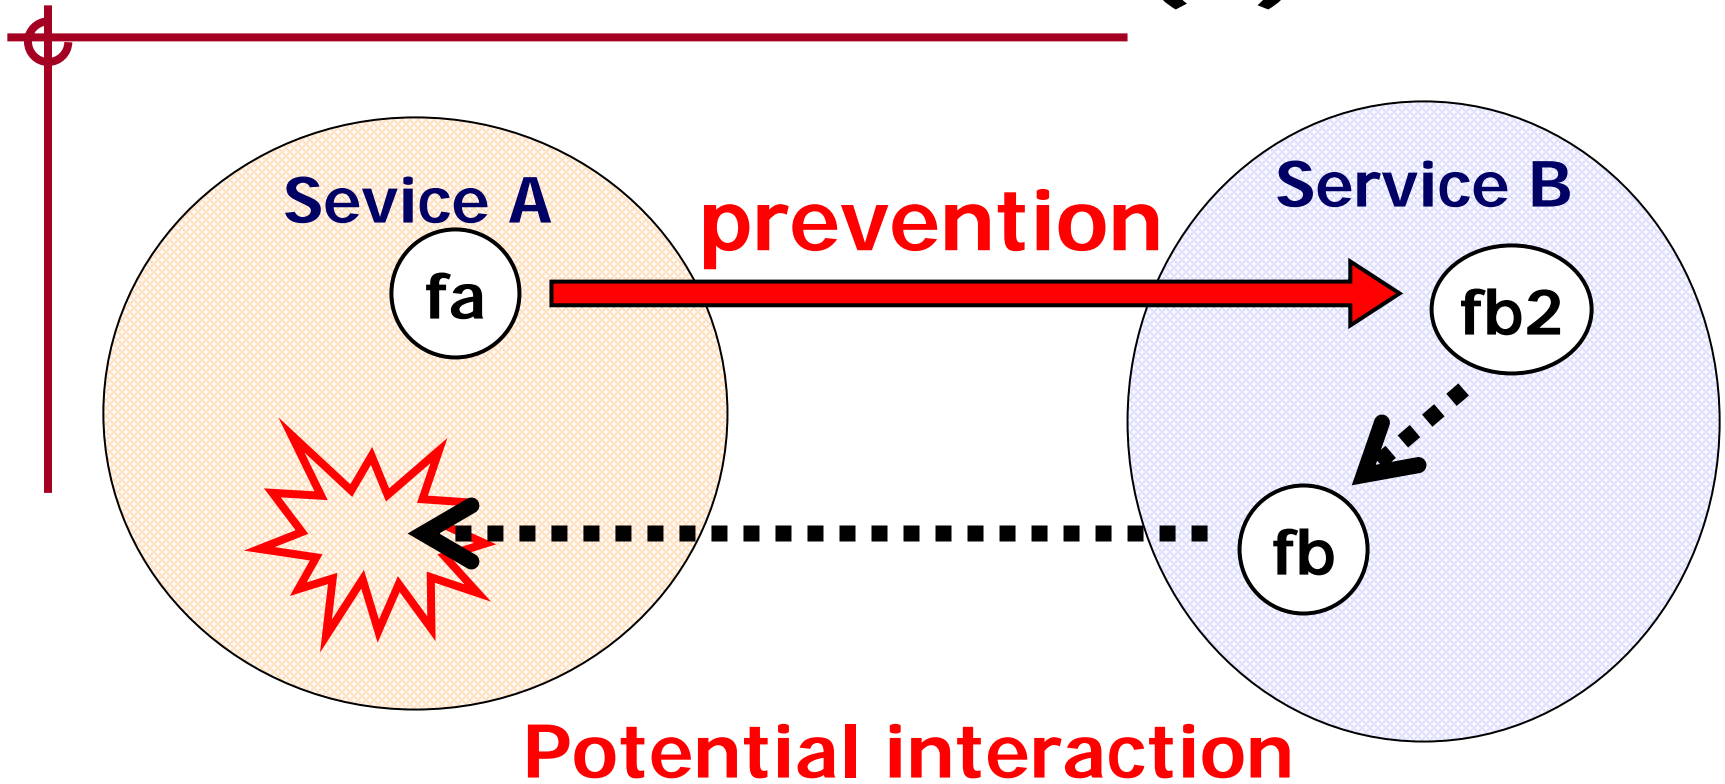 Sevice A
prevention
Service B
fa
fb2
fb
Potential interaction